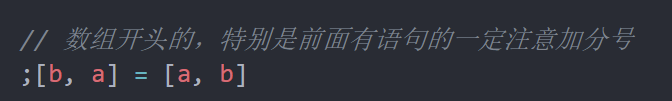 // 数组开头的，特别是前面有语句的一定注意加分号
;[b, a] = [a, b]